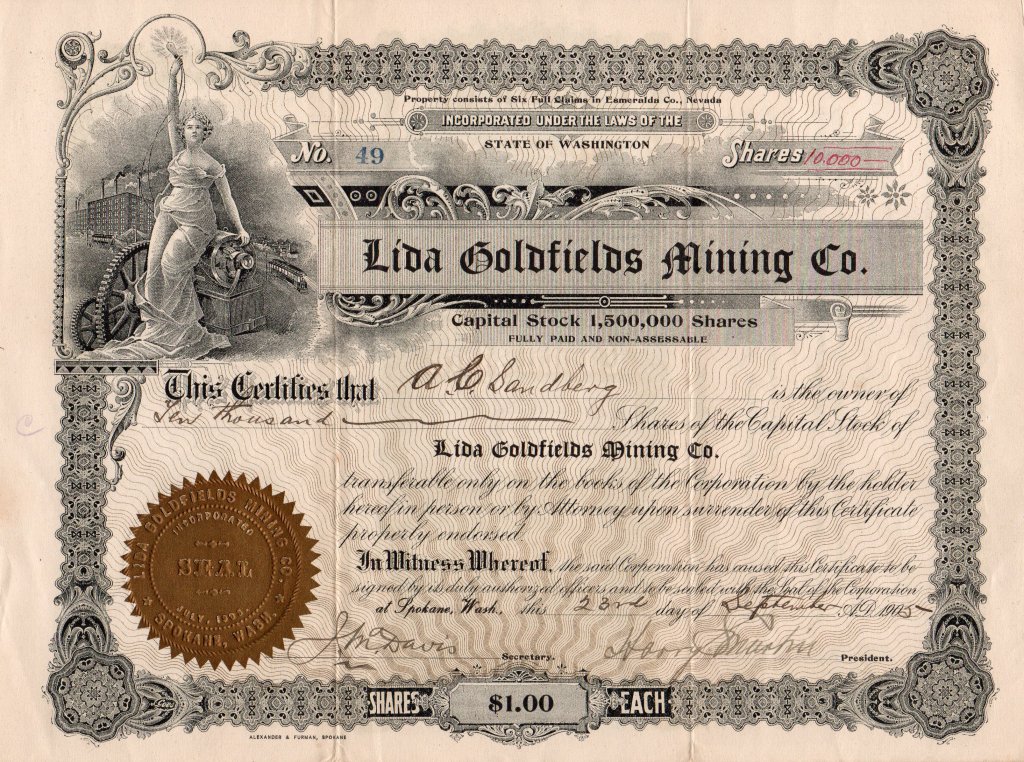 Property consists of Six Full Claims in Esmeralda Co., Nevada
INCORPORATED UNDER THE LAWS OF THE
STATE OF WASHINGTON
No. 49
Shares 10,000
Lida Goldfields Mining Co.
Capital Stock 1,500,000 Shares
FULLY PAID AND NON-ASSESSABLE
This Certifies that A C Sandberg is the owner of
Ten thousand Shares of the Capital Stock of
Lida Goldfields Mining Co.
transferable only on the books of the Corporation by the holder
hereof in person or by Attorney upon surrender of this Certificate
properly endorsed.
In Witness Whereof, the said Corporation has caused this Certificate to be
signed by its duly authorized officers and to be sealed with the Seal of the Corporation
at Spokane, Wash. this 23rd day of September A.D. 1905
LIDA GOLDFIELDS MINING CO.
INCORPORATED
SEAL
JULY,
SPOKANE, WASH.
J McDavis Secretary.
Harry J Martin President.
SHARES $1.00 EACH
ALEXANDER & FURMAN, SPOKANE